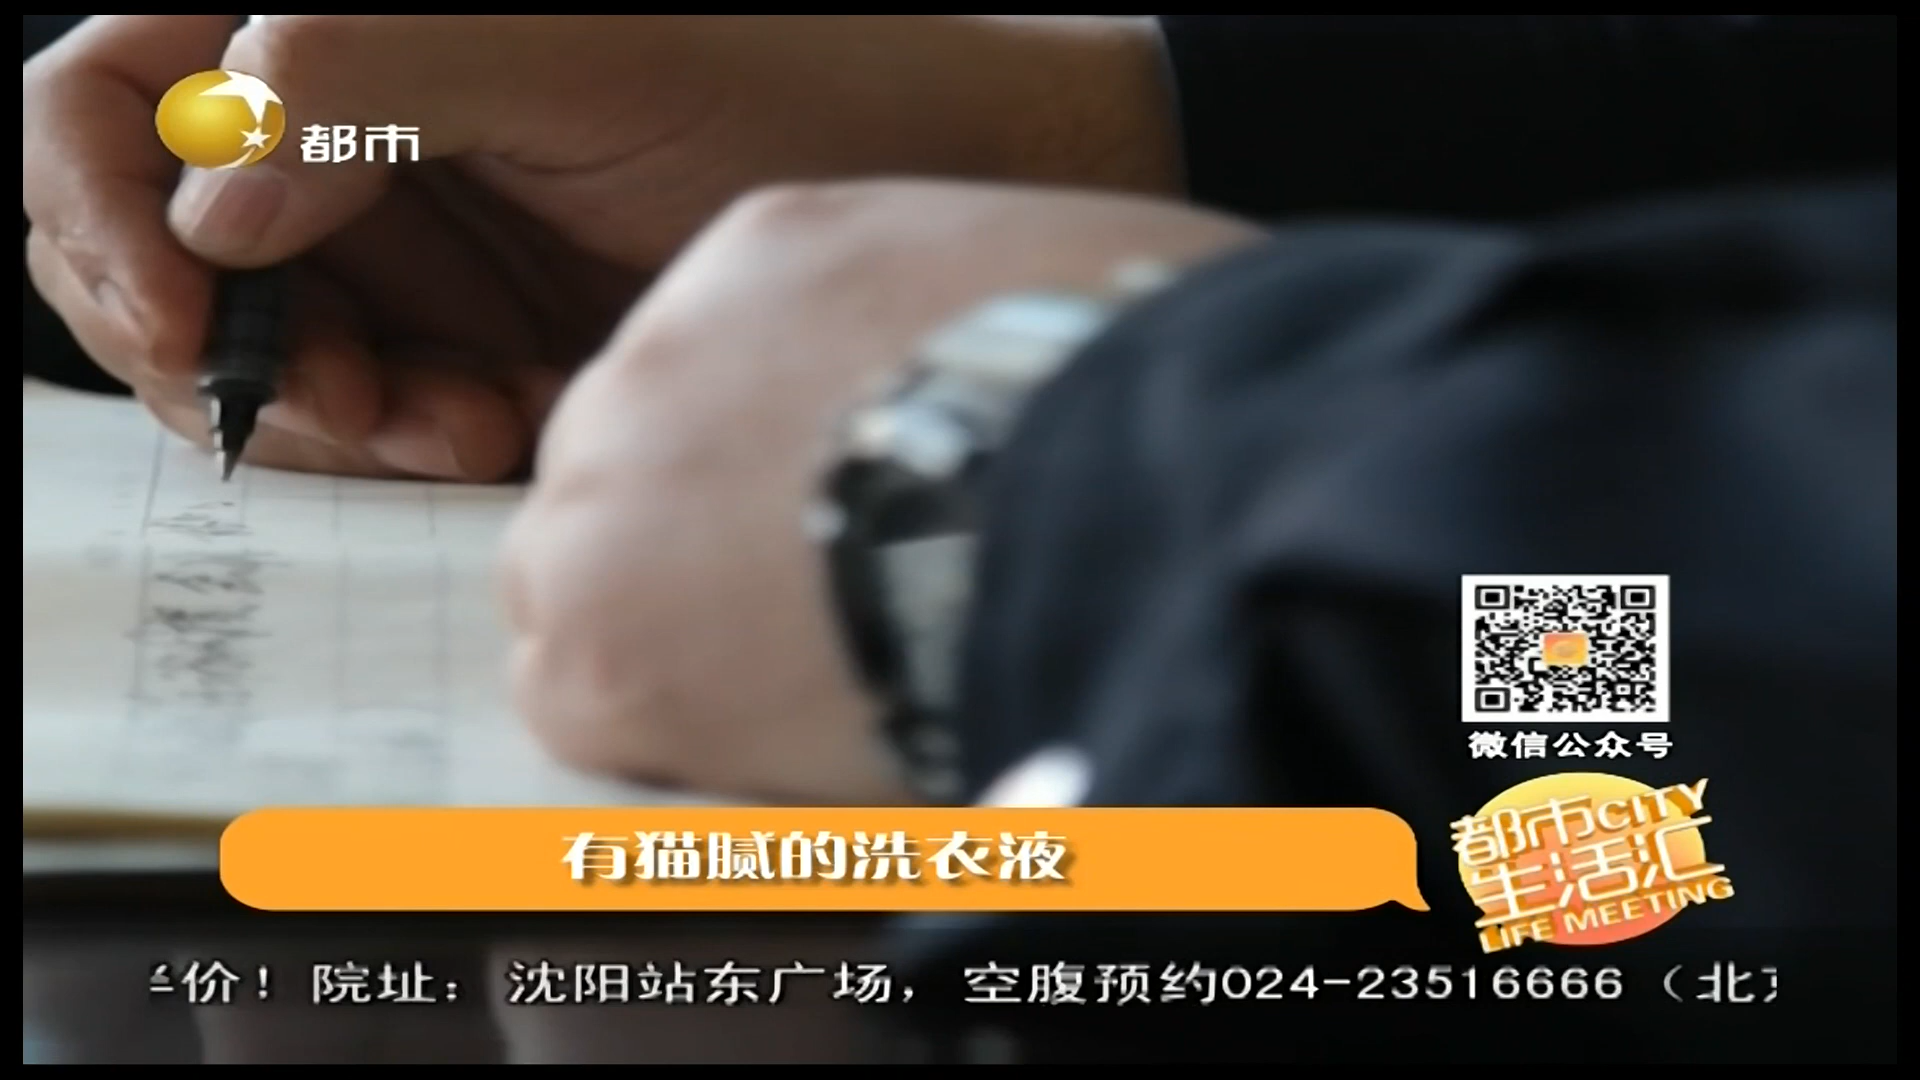 都市
微信公众号
都市CITY
生活汇
LIFE MEETING
有猫腻的洗衣液
价！院址：沈阳站东广场，空腹预约024-23516666（北